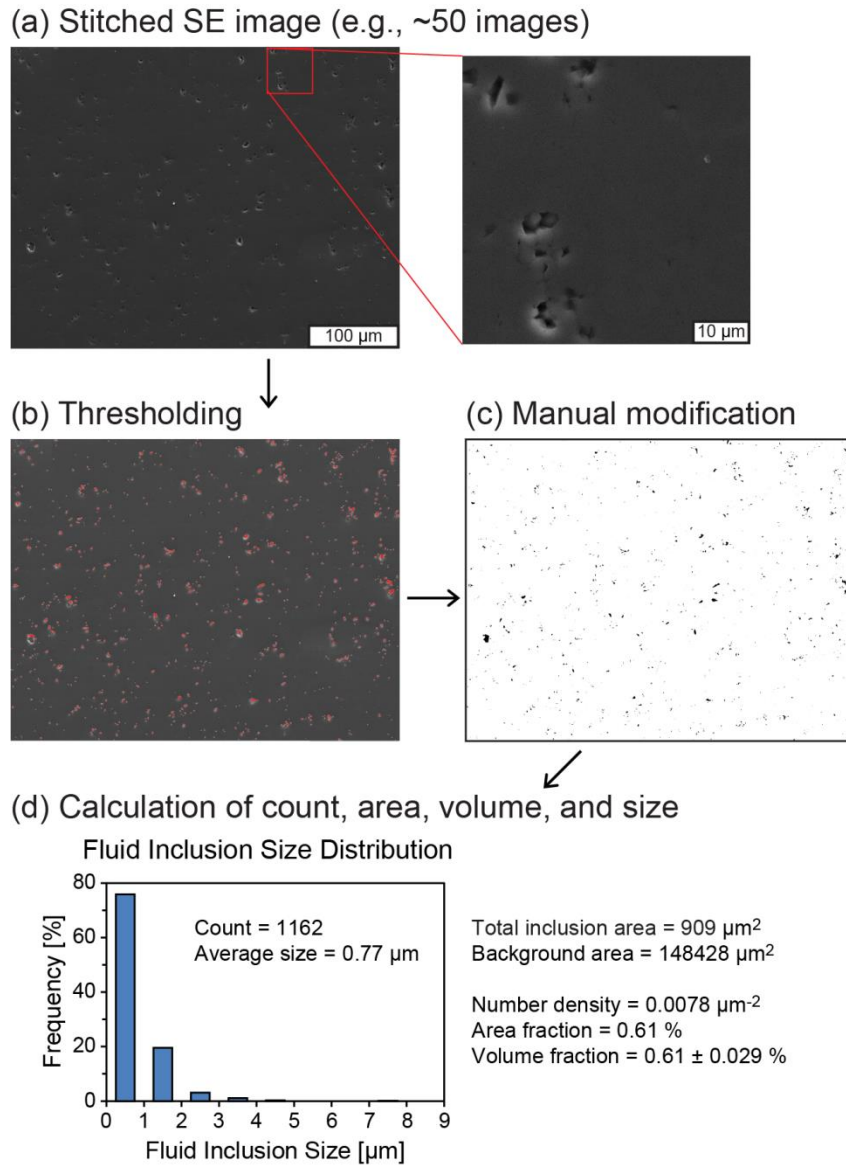 (a) Stitched SE image (e.g., ~50 images)
100 µm
10 µm
(b) Thresholding
(c) Manual modification
(d) Calculation of count, area, volume, and size
Fluid Inclusion Size Distribution
80
60
40
20
0
Frequency [%]
Count = 1162
Average size = 0.77 µm
0 1 2 3 4 5 6 7 8 9
Fluid Inclusion Size [µm]
Total inclusion area = 909 µm²
Background area = 148428 µm²
Number density = 0.0078 µm⁻²
Area fraction = 0.61 %
Volume fraction = 0.61 ± 0.029 %